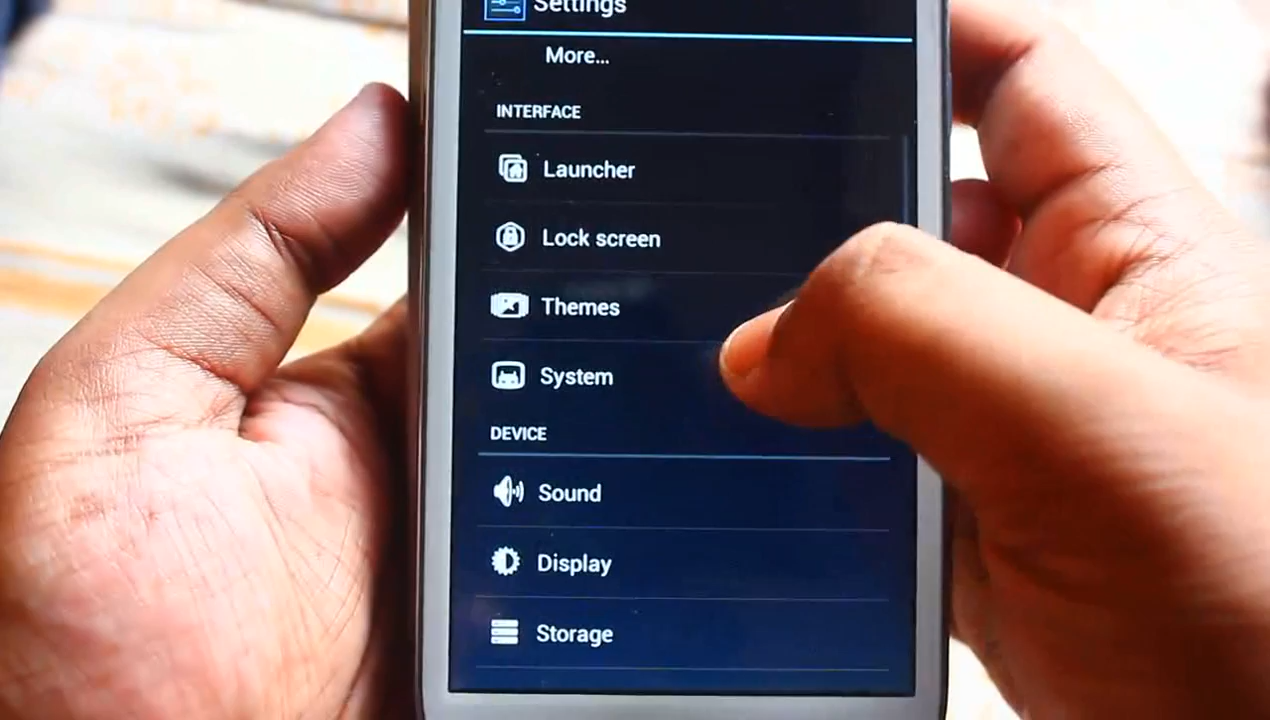 Settings
More...
INTERFACE
Launcher
Lock screen
Themes
System
DEVICE
Sound
Display
Storage